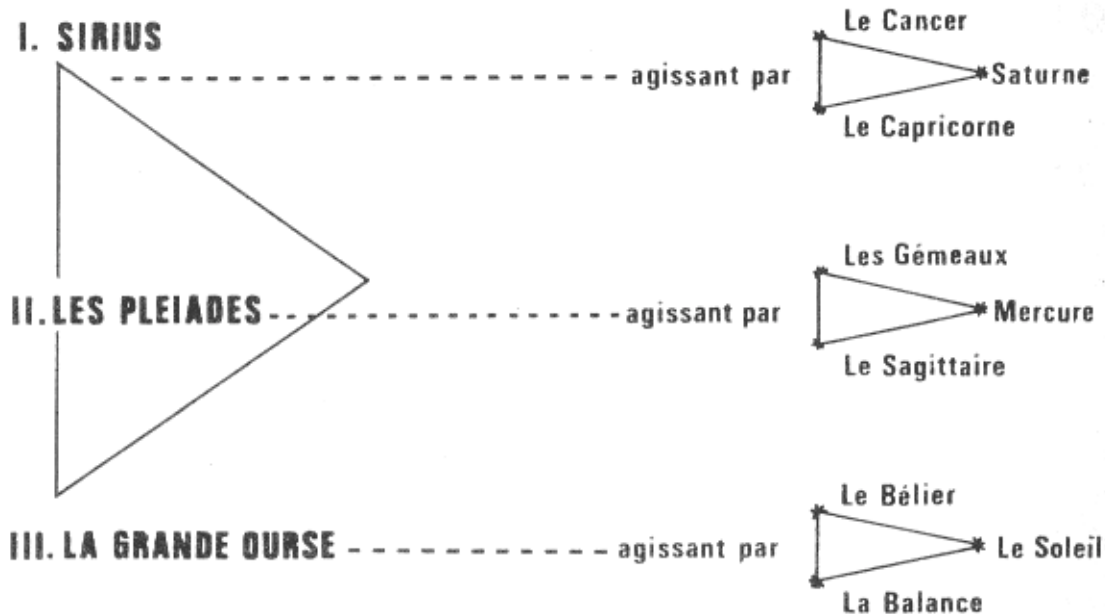 Le Cancer
I. SIRIUS
agissant par
Saturne
Le Capricorne
Les Gémeaux
II. LES PLEIADES
agissant par
Mercure
Le Sagittaire
Le Bélier
III. LA GRANDE OURSE
agissant par
Le Soleil
La Balance